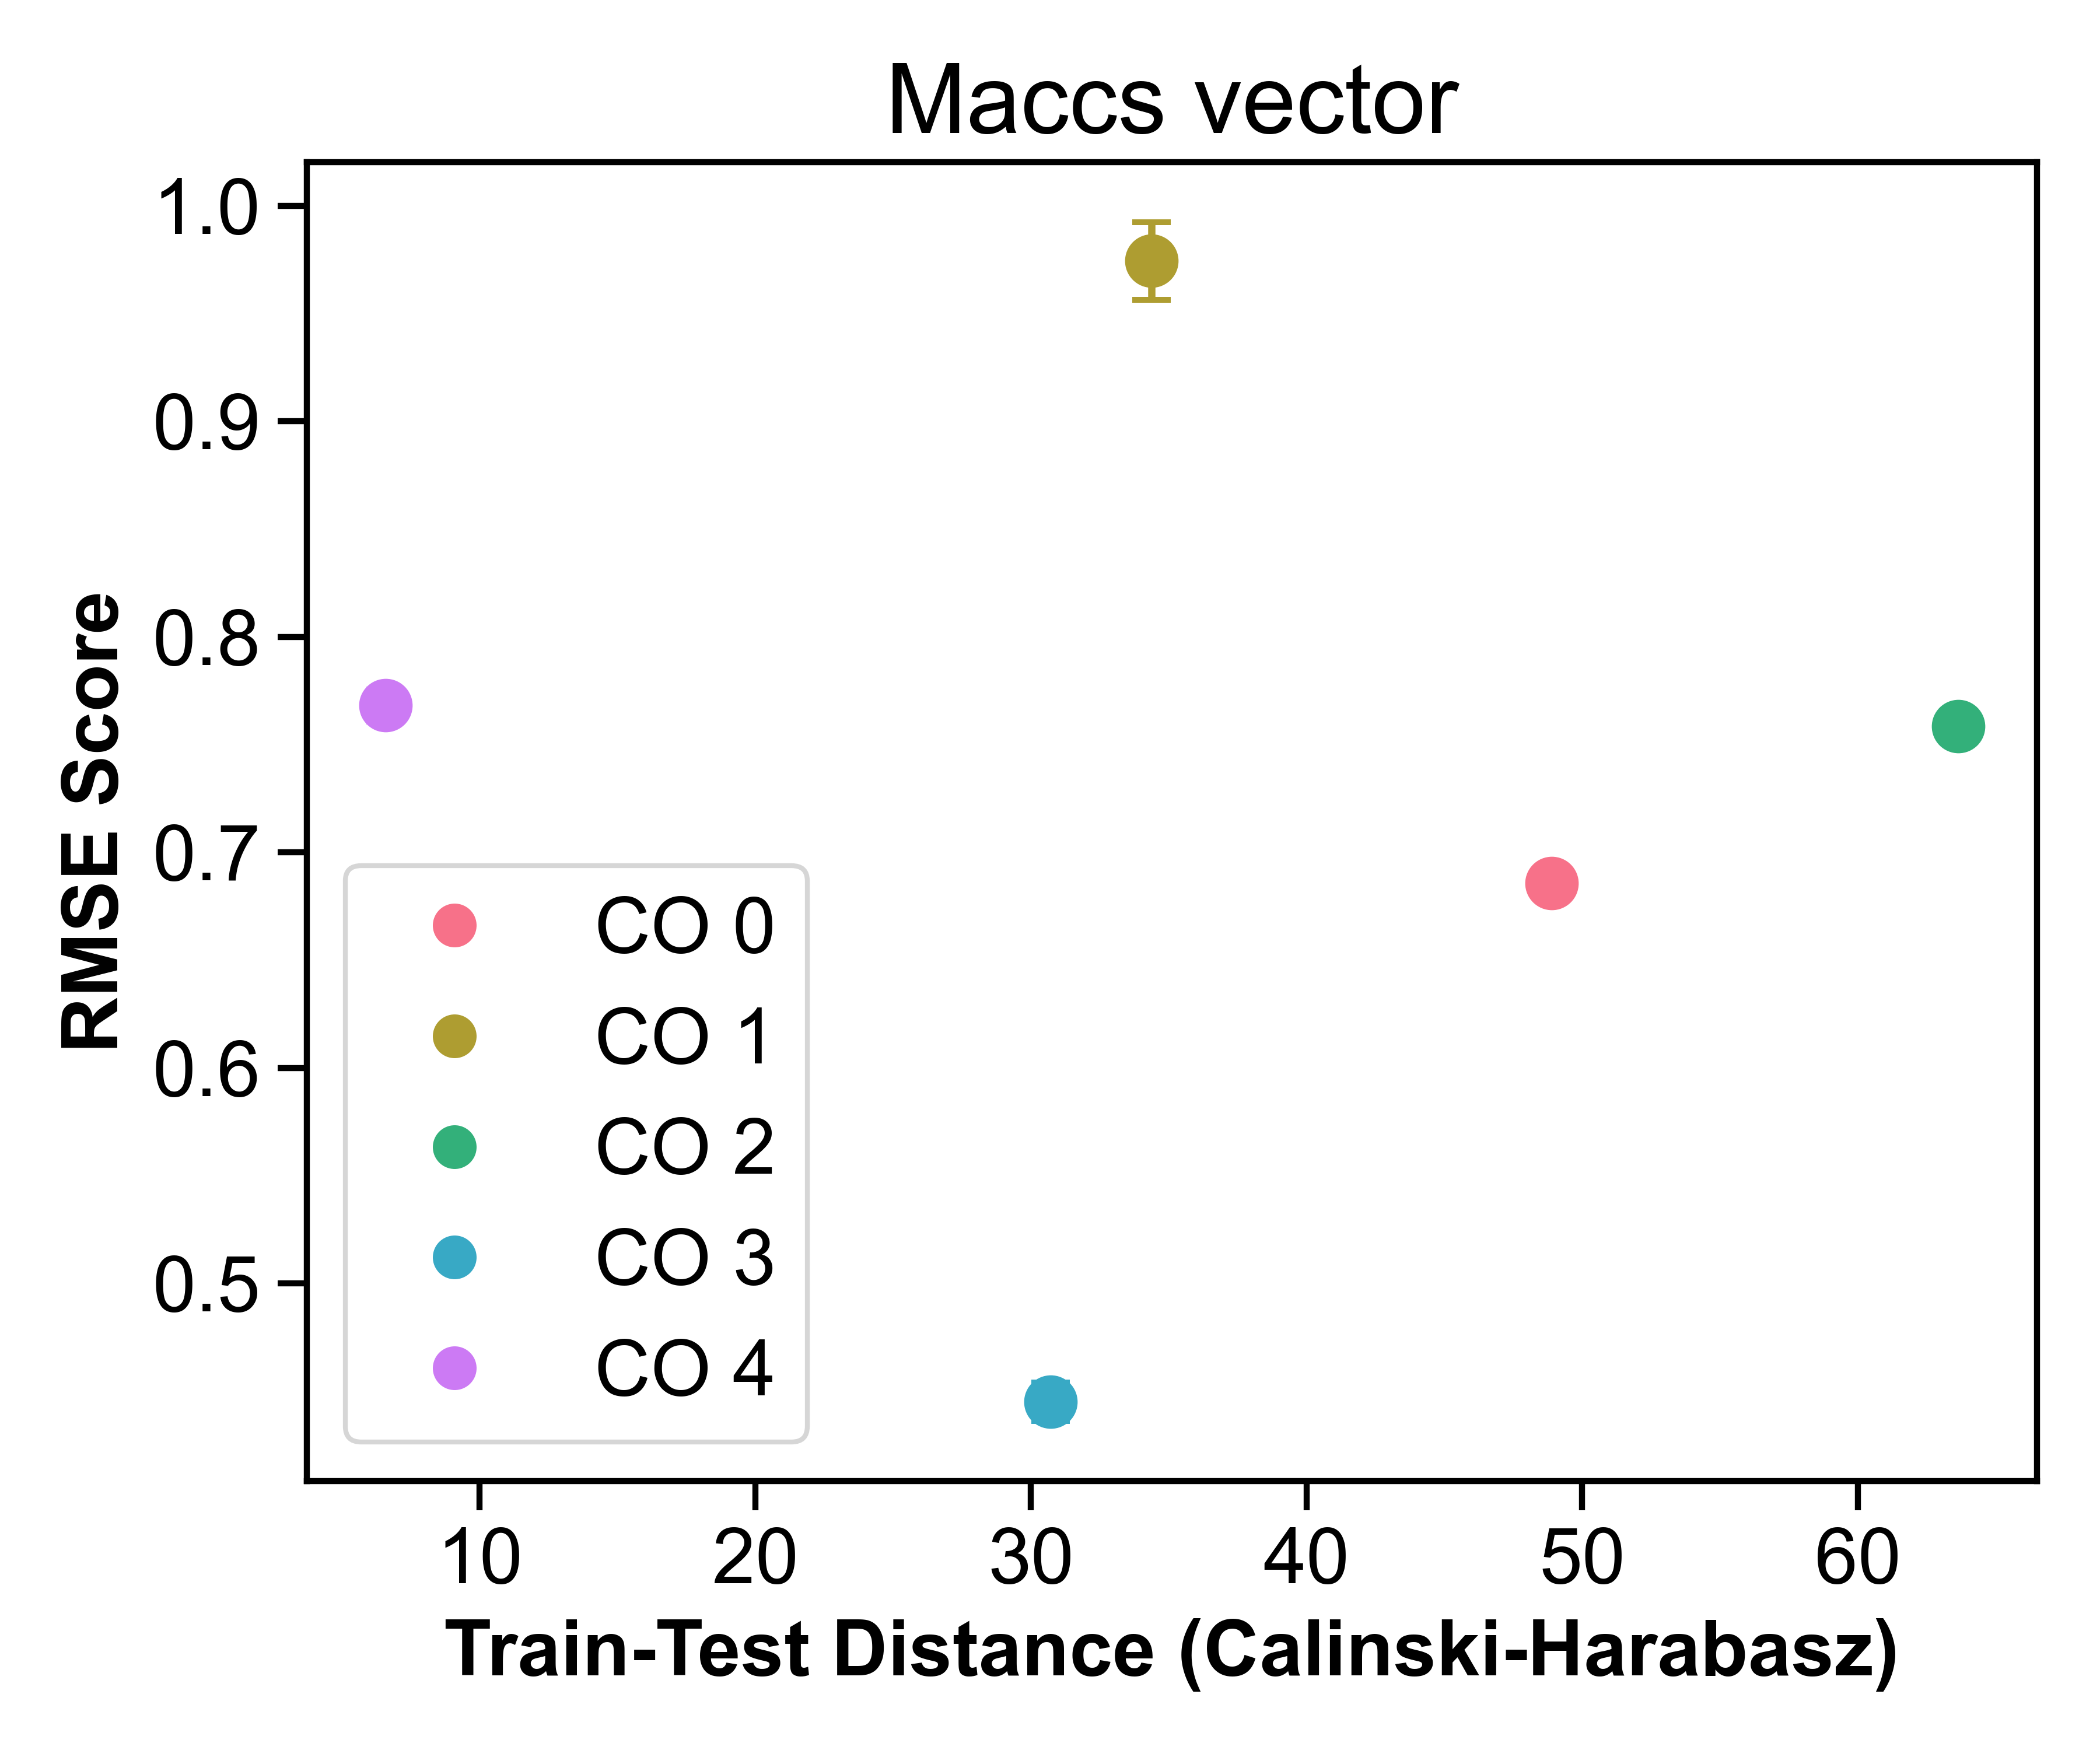 Maccs vector
1.0
0.9
0.8
0.7
0.6
0.5
RMSE Score
CO 0
CO 1
CO 2
CO 3
CO 4
10 20 30 40 50 60
Train-Test Distance (Calinski-Harabasz)